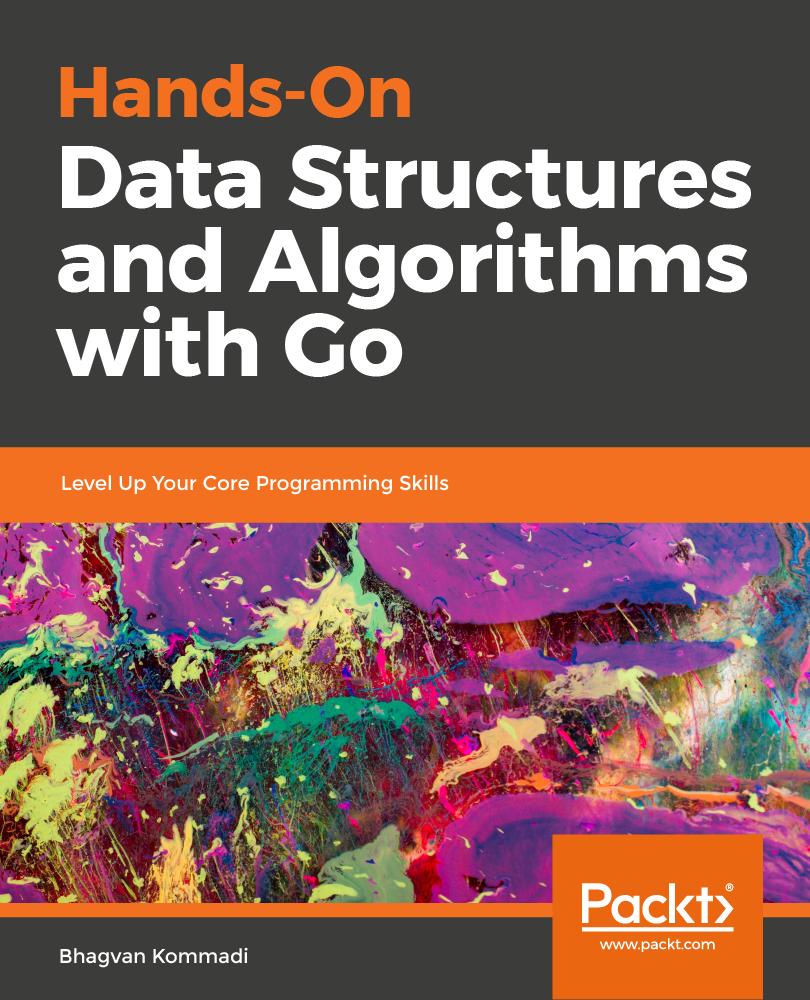 Hands-On
Data Structures
and Algorithms
with Go
Level Up Your Core Programming Skills
Packt>®
www.packt.com
Bhagvan Kommadi